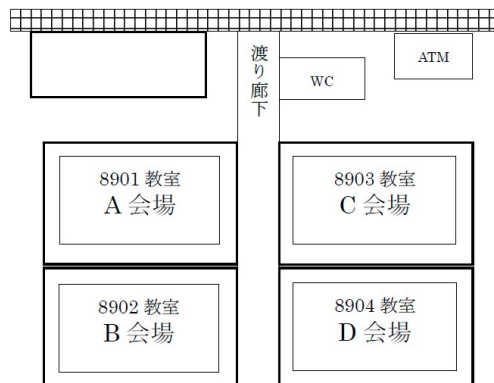 渡り廊下
WC
ATM
8901 教室
A 会場
8903 教室
C 会場
8902 教室
B 会場
8904 教室
D 会場